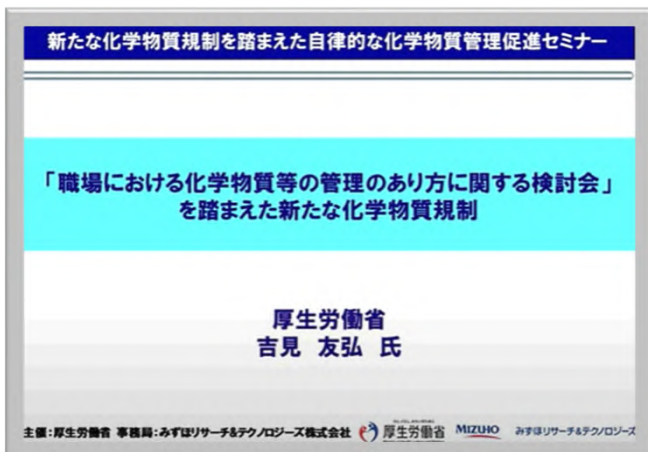 新たな化学物質規制を踏まえた自律的な化学物質管理促進セミナー
「職場における化学物質等の管理のあり方に関する検討会」
を踏まえた新たな化学物質規制
厚生労働省
吉見　友弘　氏
主催：厚生労働省 事務局：みずほリサーチ&テクノロジーズ株式会社 厚生労働省 MIZUHO みずほリサーチ&テクノロジーズ